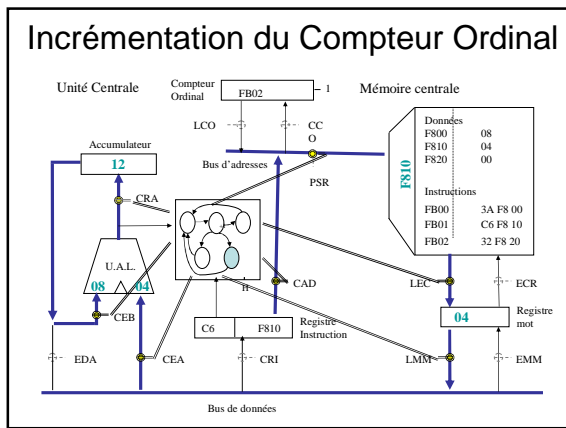 Incrémentation du Compteur Ordinal
Unité Centrale
Compteur
Ordinal
FB02
1
Mémoire centrale
LCO
CC
O
Données
F800 08
F810 04
F820 00
Instructions
FB00 3A F8 00
FB01 C6 F8 10
FB02 32 F8 20
F810
Accumulateur
12
Bus d'adresses
PSR
CRA
U.A.L.
08
04
H
CAD
LEC
ECR
CEB
C6
F810
Registre
Instruction
04
Registre
mot
EDA
CEA
CRI
LMM
EMM
Bus de données